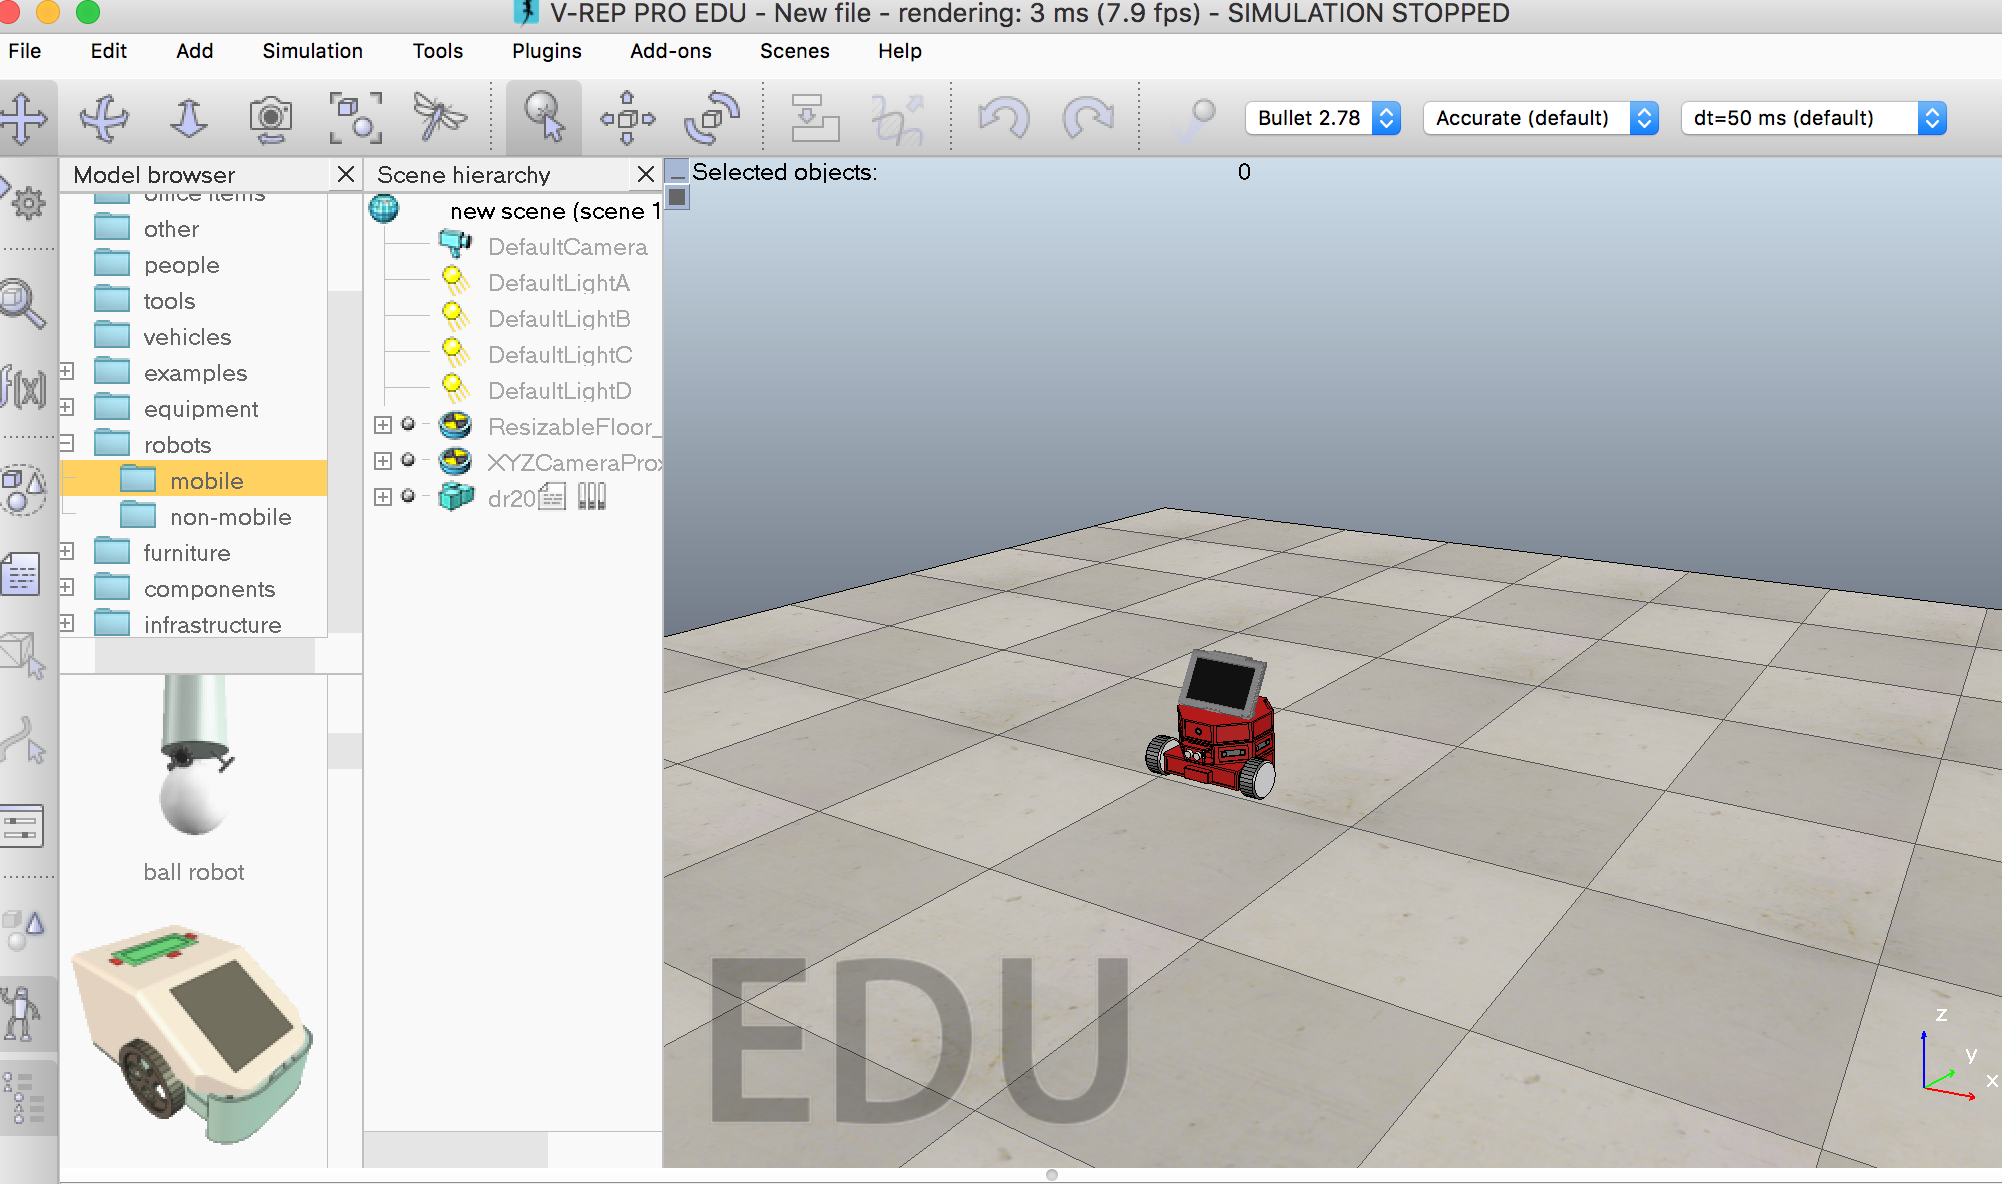 V-REP PRO EDU - New file - rendering: 3 ms (7.9 fps) - SIMULATION STOPPED
File Edit Add Simulation Tools Plugins Add-ons Scenes Help
Bullet 2.78 Accurate (default) dt=50 ms (default)
Model browser
office items
other
people
tools
vehicles
examples
equipment
robots
mobile
non-mobile
furniture
components
infrastructure
ball robot
Scene hierarchy
new scene (scene 1
DefaultCamera
DefaultLightA
DefaultLightB
DefaultLightC
DefaultLightD
ResizableFloor_
XYZCameraProx
dr20
Selected objects: 0
EDU
z
y
x
f(x)